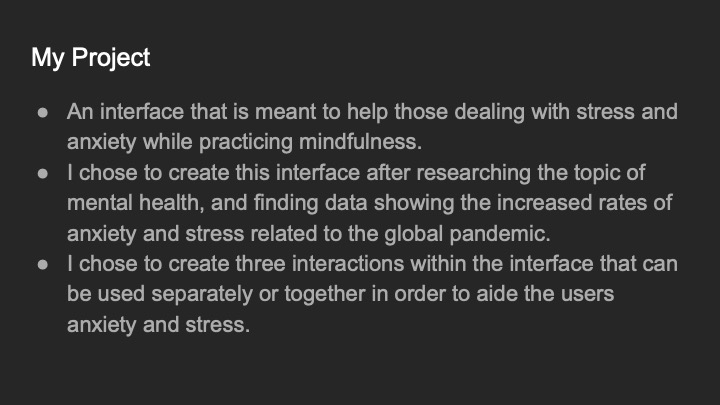 My Project
● An interface that is meant to help those dealing with stress and
anxiety while practicing mindfulness.
● I chose to create this interface after researching the topic of
mental health, and finding data showing the increased rates of
anxiety and stress related to the global pandemic.
● I chose to create three interactions within the interface that can
be used separately or together in order to aide the users
anxiety and stress.